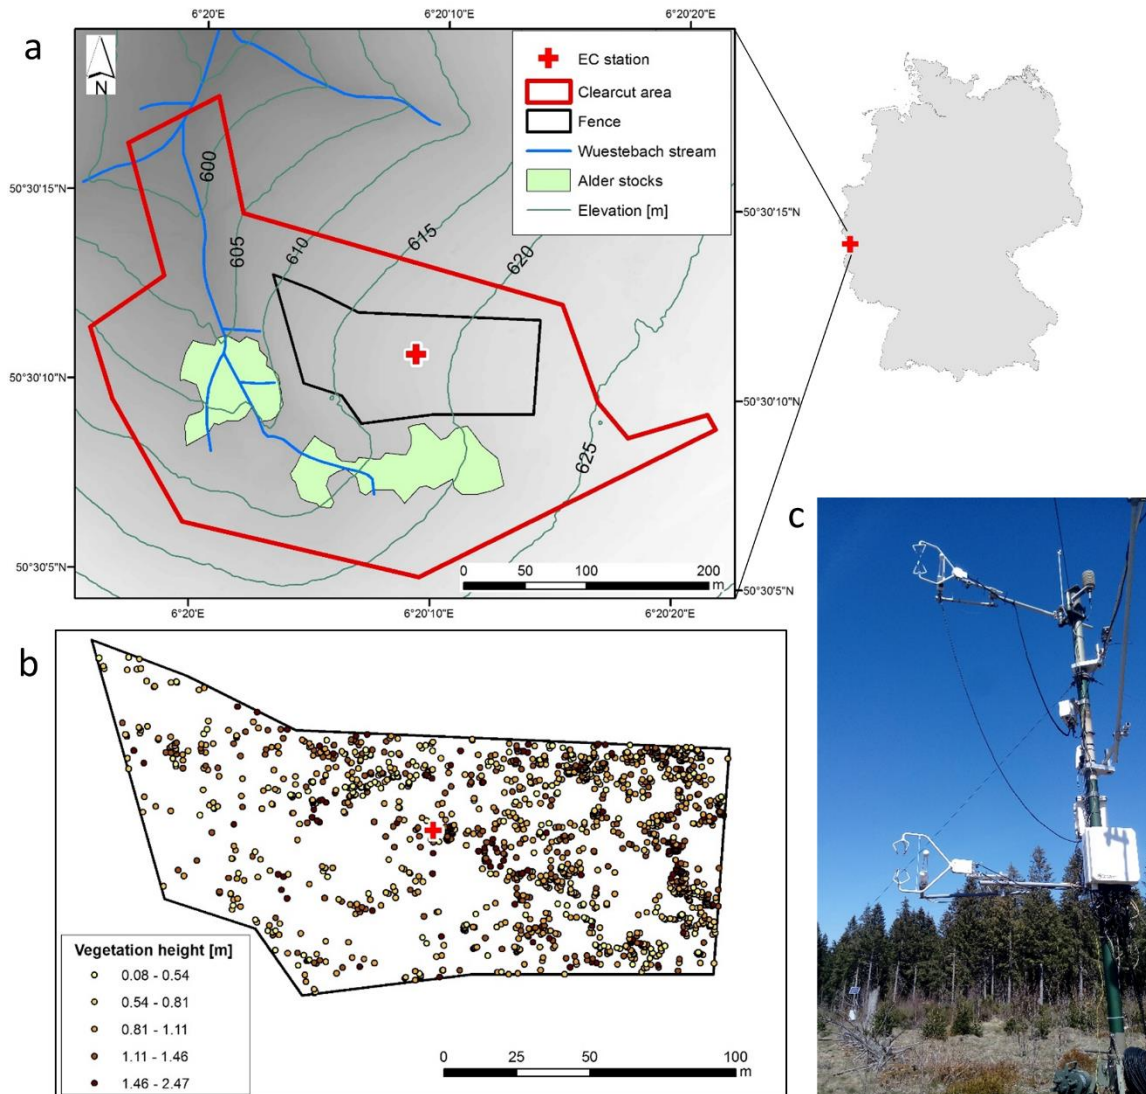 6°20'E 6°20'10"E 6°20'20"E
a
N
EC station
Clearcut area
Fence
Wuestebach stream
Alder stocks
Elevation [m]
50°30'15"N 50°30'15"N
600
605
610
615
620
625
50°30'10"N 50°30'10"N
50°30'5"N 50°30'5"N
0 50 100 200
m
6°20'E 6°20'10"E 6°20'20"E
b
Vegetation height [m]
0.08 - 0.54
0.54 - 0.81
0.81 - 1.11
1.11 - 1.46
1.46 - 2.47
0 25 50 100
m
c